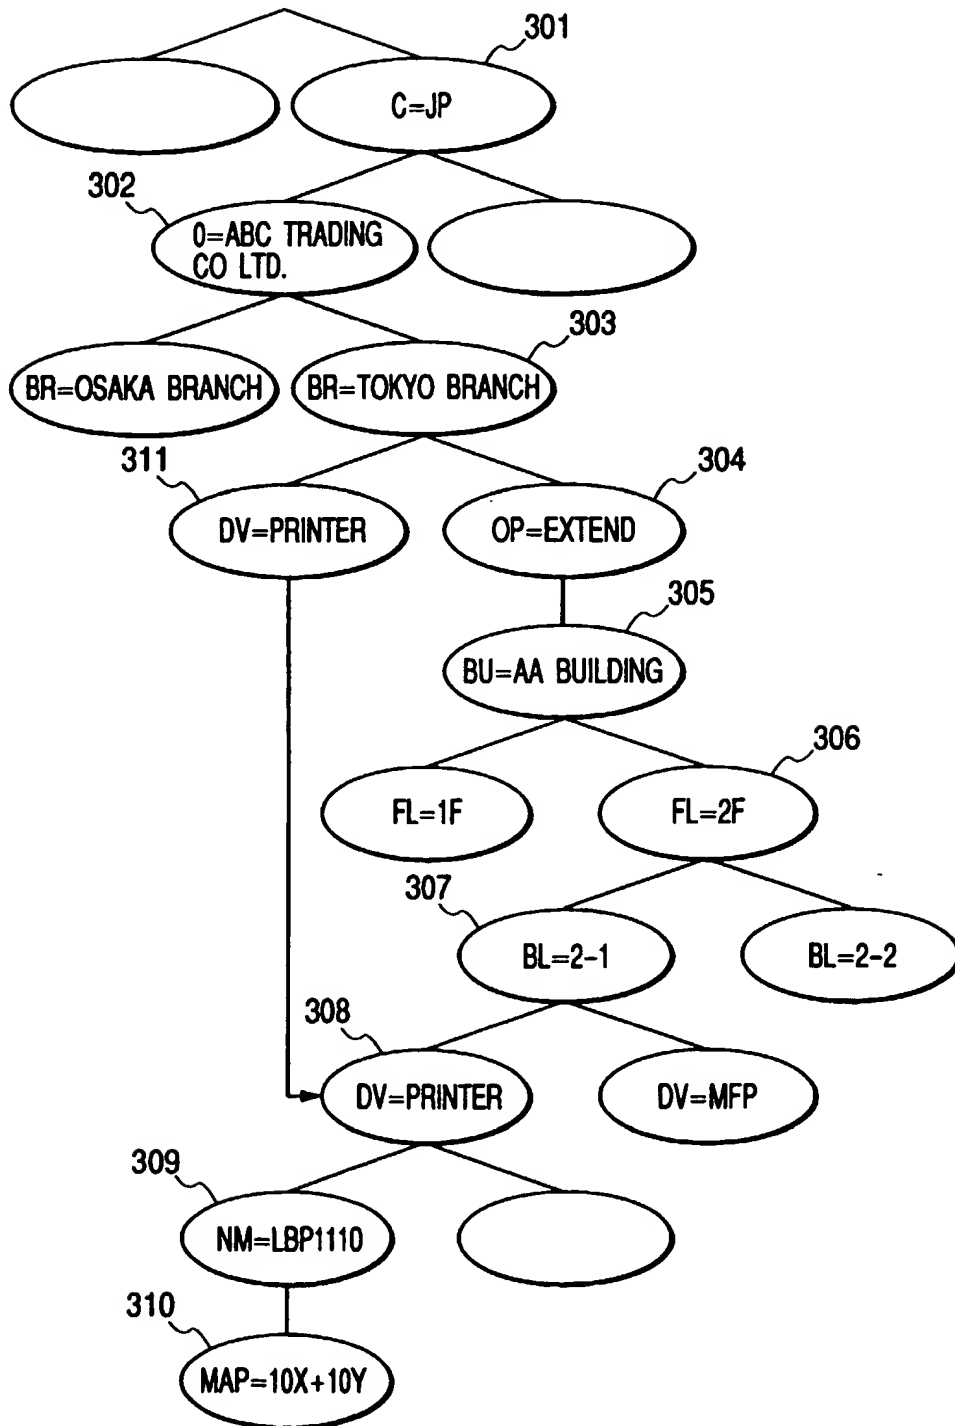 301
C=JP
302
0=ABC TRADING
CO LTD.
303
BR=OSAKA BRANCH
BR=TOKYO BRANCH
311
304
DV=PRINTER
OP=EXTEND
305
BU=AA BUILDING
306
FL=1F
FL=2F
307
BL=2-1
BL=2-2
308
DV=PRINTER
DV=MFP
309
NM=LBP1110
310
MAP=10X+10Y